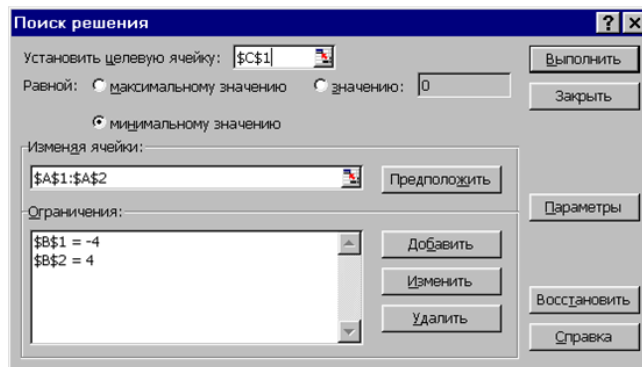 Поиск решения
Установить целевую ячейку: $C$1
Выполнить
Равной: максимальному значению значению: 0
Закрыть
минимальному значению
Изменяя ячейки:
$A$1:$A$2
Предположить
Параметры
Ограничения:
$B$1 = -4
$B$2 = 4
Добавить
Изменить
Удалить
Восстановить
Справка